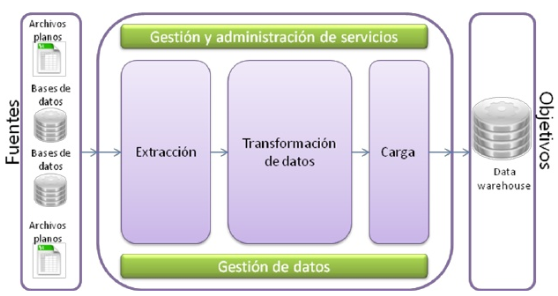 Fuentes
Archivos
planos
Bases de
datos
Bases de
datos
Archivos
planos
Gestión y administración de servicios
Extracción
Transformación
de datos
Carga
Gestión de datos
Data
warehouse
Objetivos